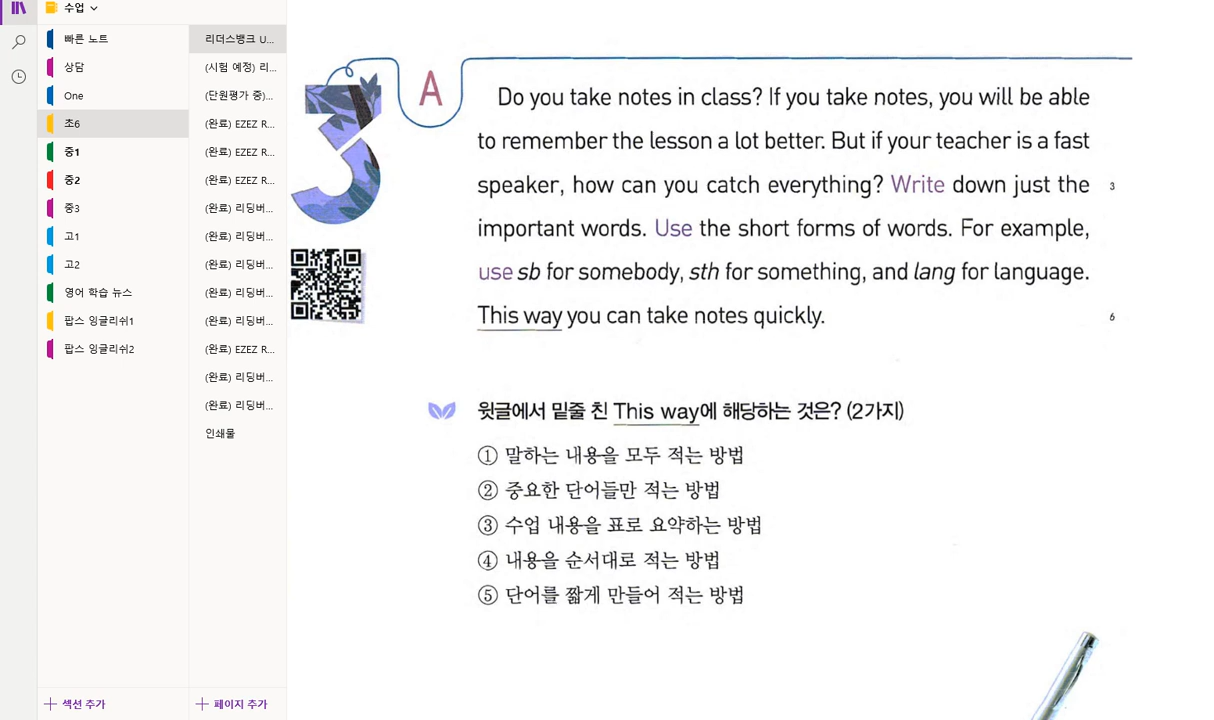 수업
빠른 노트
상담
One
초6
중1
중2
중3
고1
고2
영어 학습 뉴스
팝스 잉글리쉬1
팝스 잉글리쉬2
섹션 추가
리더스뱅크 U...
(시험 예정) 리...
(단원평가 중)...
(완료) EZEZ R...
(완료) EZEZ R...
(완료) EZEZ R...
(완료) 리딩버...
(완료) 리딩버...
(완료) 리딩버...
(완료) 리딩버...
(완료) 리딩버...
(완료) EZEZ R...
(완료) 리딩버...
(완료) 리딩버...
인쇄물
페이지 추가
3
A
Do you take notes in class? If you take notes, you will be able
to remember the lesson a lot better. But if your teacher is a fast
speaker, how can you catch everything? Write down just the 3
important words. Use the short forms of words. For example,
use sb for somebody, sth for something, and lang for language.
This way you can take notes quickly. 6
윗글에서 밑줄 친 This way에 해당하는 것은? (2가지)
① 말하는 내용을 모두 적는 방법
② 중요한 단어들만 적는 방법
③ 수업 내용을 표로 요약하는 방법
④ 내용을 순서대로 적는 방법
⑤ 단어를 짧게 만들어 적는 방법